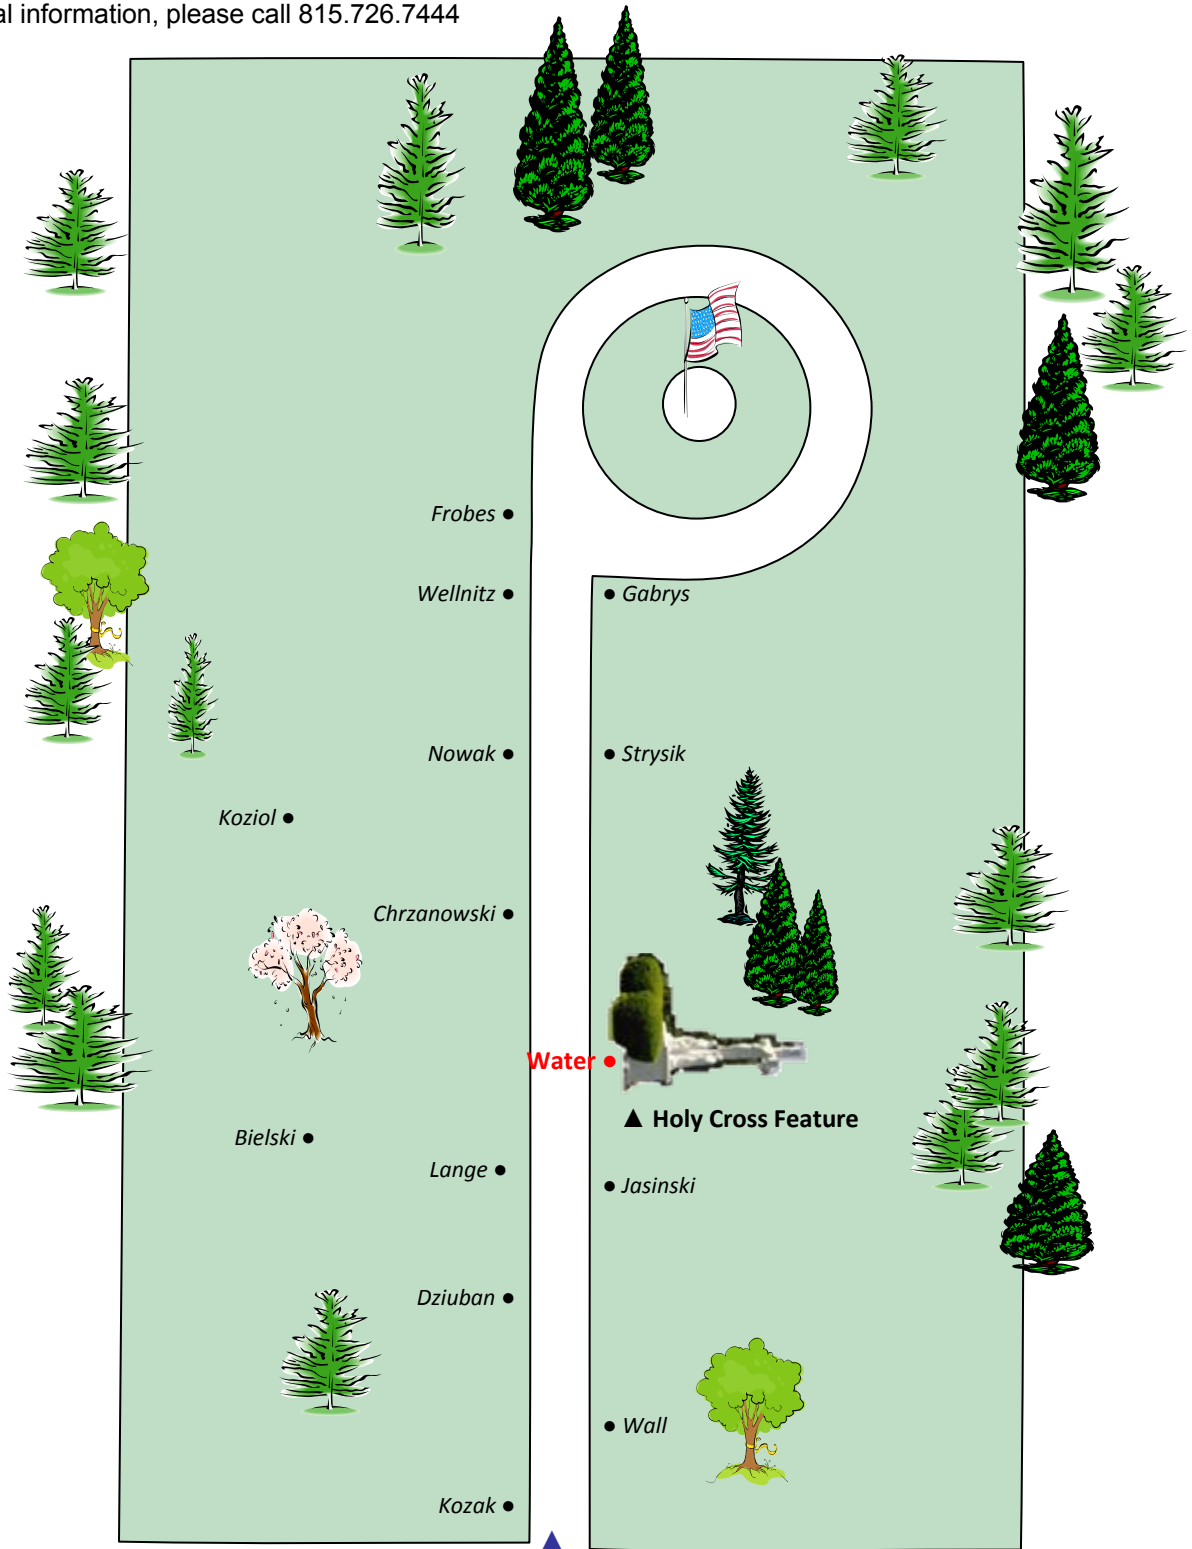 al information, please call 815.726.7444
Frobes
Wellnitz
Gabrys
Nowak
Strysik
Koziol
Chrzanowski
Water
Holy Cross Feature
Bielski
Lange
Jasinski
Dziuban
Wall
Kozak